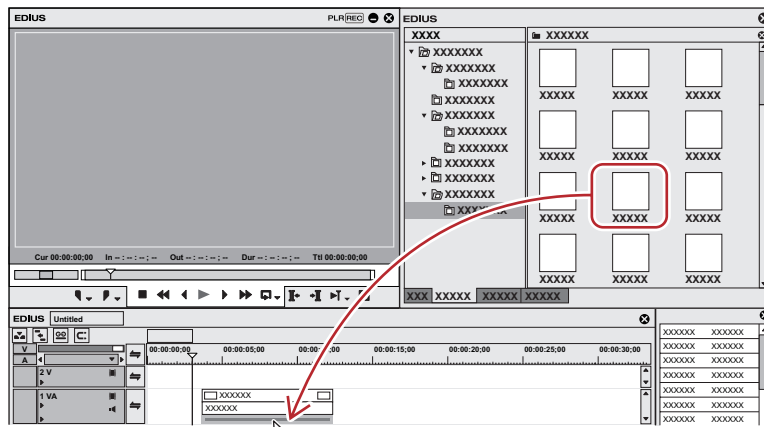 EDIUS PLR REC
Cur 00:00:00;00 In -- : -- : -- ; -- Out -- : -- : -- ; -- Dur -- : -- : -- ; -- Ttl 00:00:00;00
EDIUS
XXXX
XXXXXXX
XXXXXXX
XXXXXXX
XXXXXXX
XXXXXXX
XXXXXXX
XXXXXXX
XXXXXXX
XXXXXXX
XXXXXXX
XXXXXXX
XXXXXX
XXXXX XXXXX XXXXX
XXXXX XXXXX XXXXX
XXXXX XXXXX XXXXX
XXXXX XXXXX XXXXX
XXX XXXXX XXXXX XXXXX
EDIUS Untitled
V
A
00:00:00;00 00:00:05;00 00:00:15;00 00:00:20;00 00:00:25;00 00:00:30;00
2 V
1 VA
XXXXXX
XXXXXX
XXXXXX XXXXXX
XXXXXX XXXXXX
XXXXXX XXXXXX
XXXXXX XXXXXX
XXXXXX XXXXXX
XXXXXX XXXXXX
XXXXXX XXXXXX